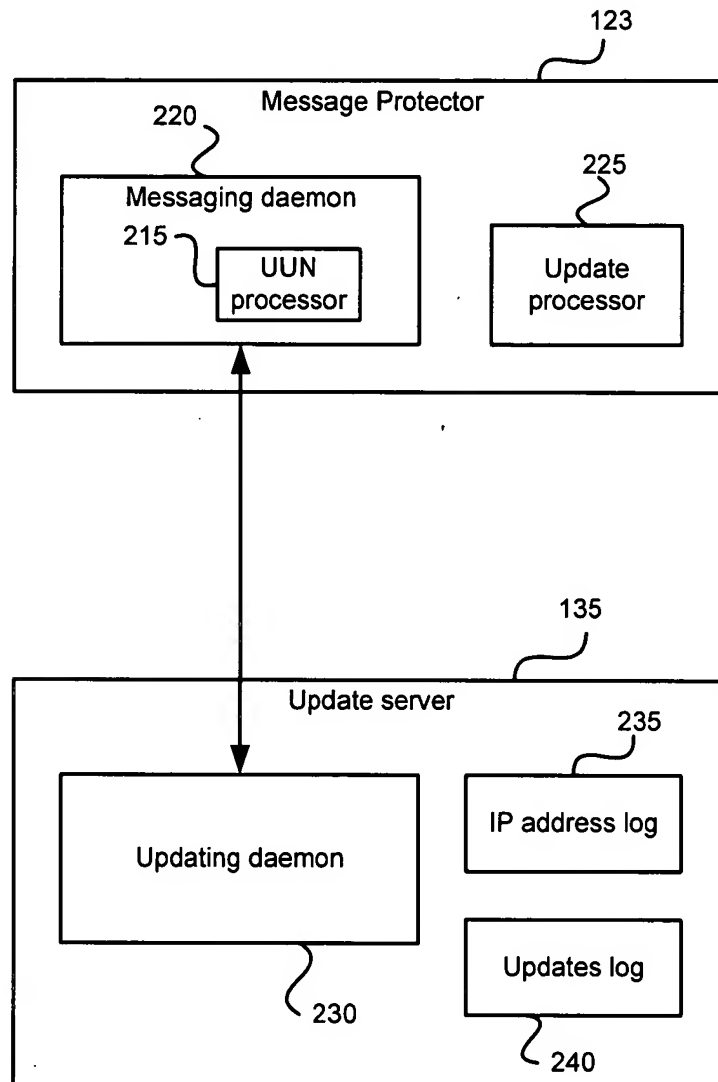 123
Message Protector
220
Messaging daemon
225
215
UUN
processor
Update
processor
135
Update server
235
Updating daemon
IP address log
230
Updates log
240